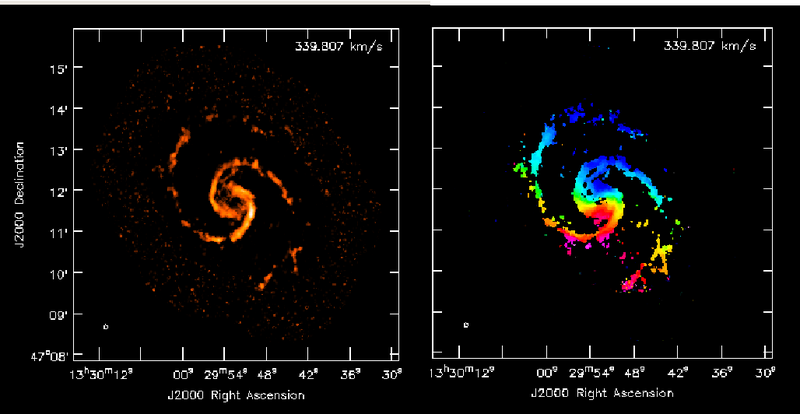 339.807 km/s
15'
14'
13'
12'
11'
10'
09'
47°08'
J2000 Declination
13ʰ30ᵐ12ˢ 00ˢ 29ᵐ54ˢ 48ˢ 42ˢ 36ˢ 30ˢ
J2000 Right Ascension
339.807 km/s
13ʰ30ᵐ12ˢ 00ˢ 29ᵐ54ˢ 48ˢ 42ˢ 36ˢ 30ˢ
J2000 Right Ascension